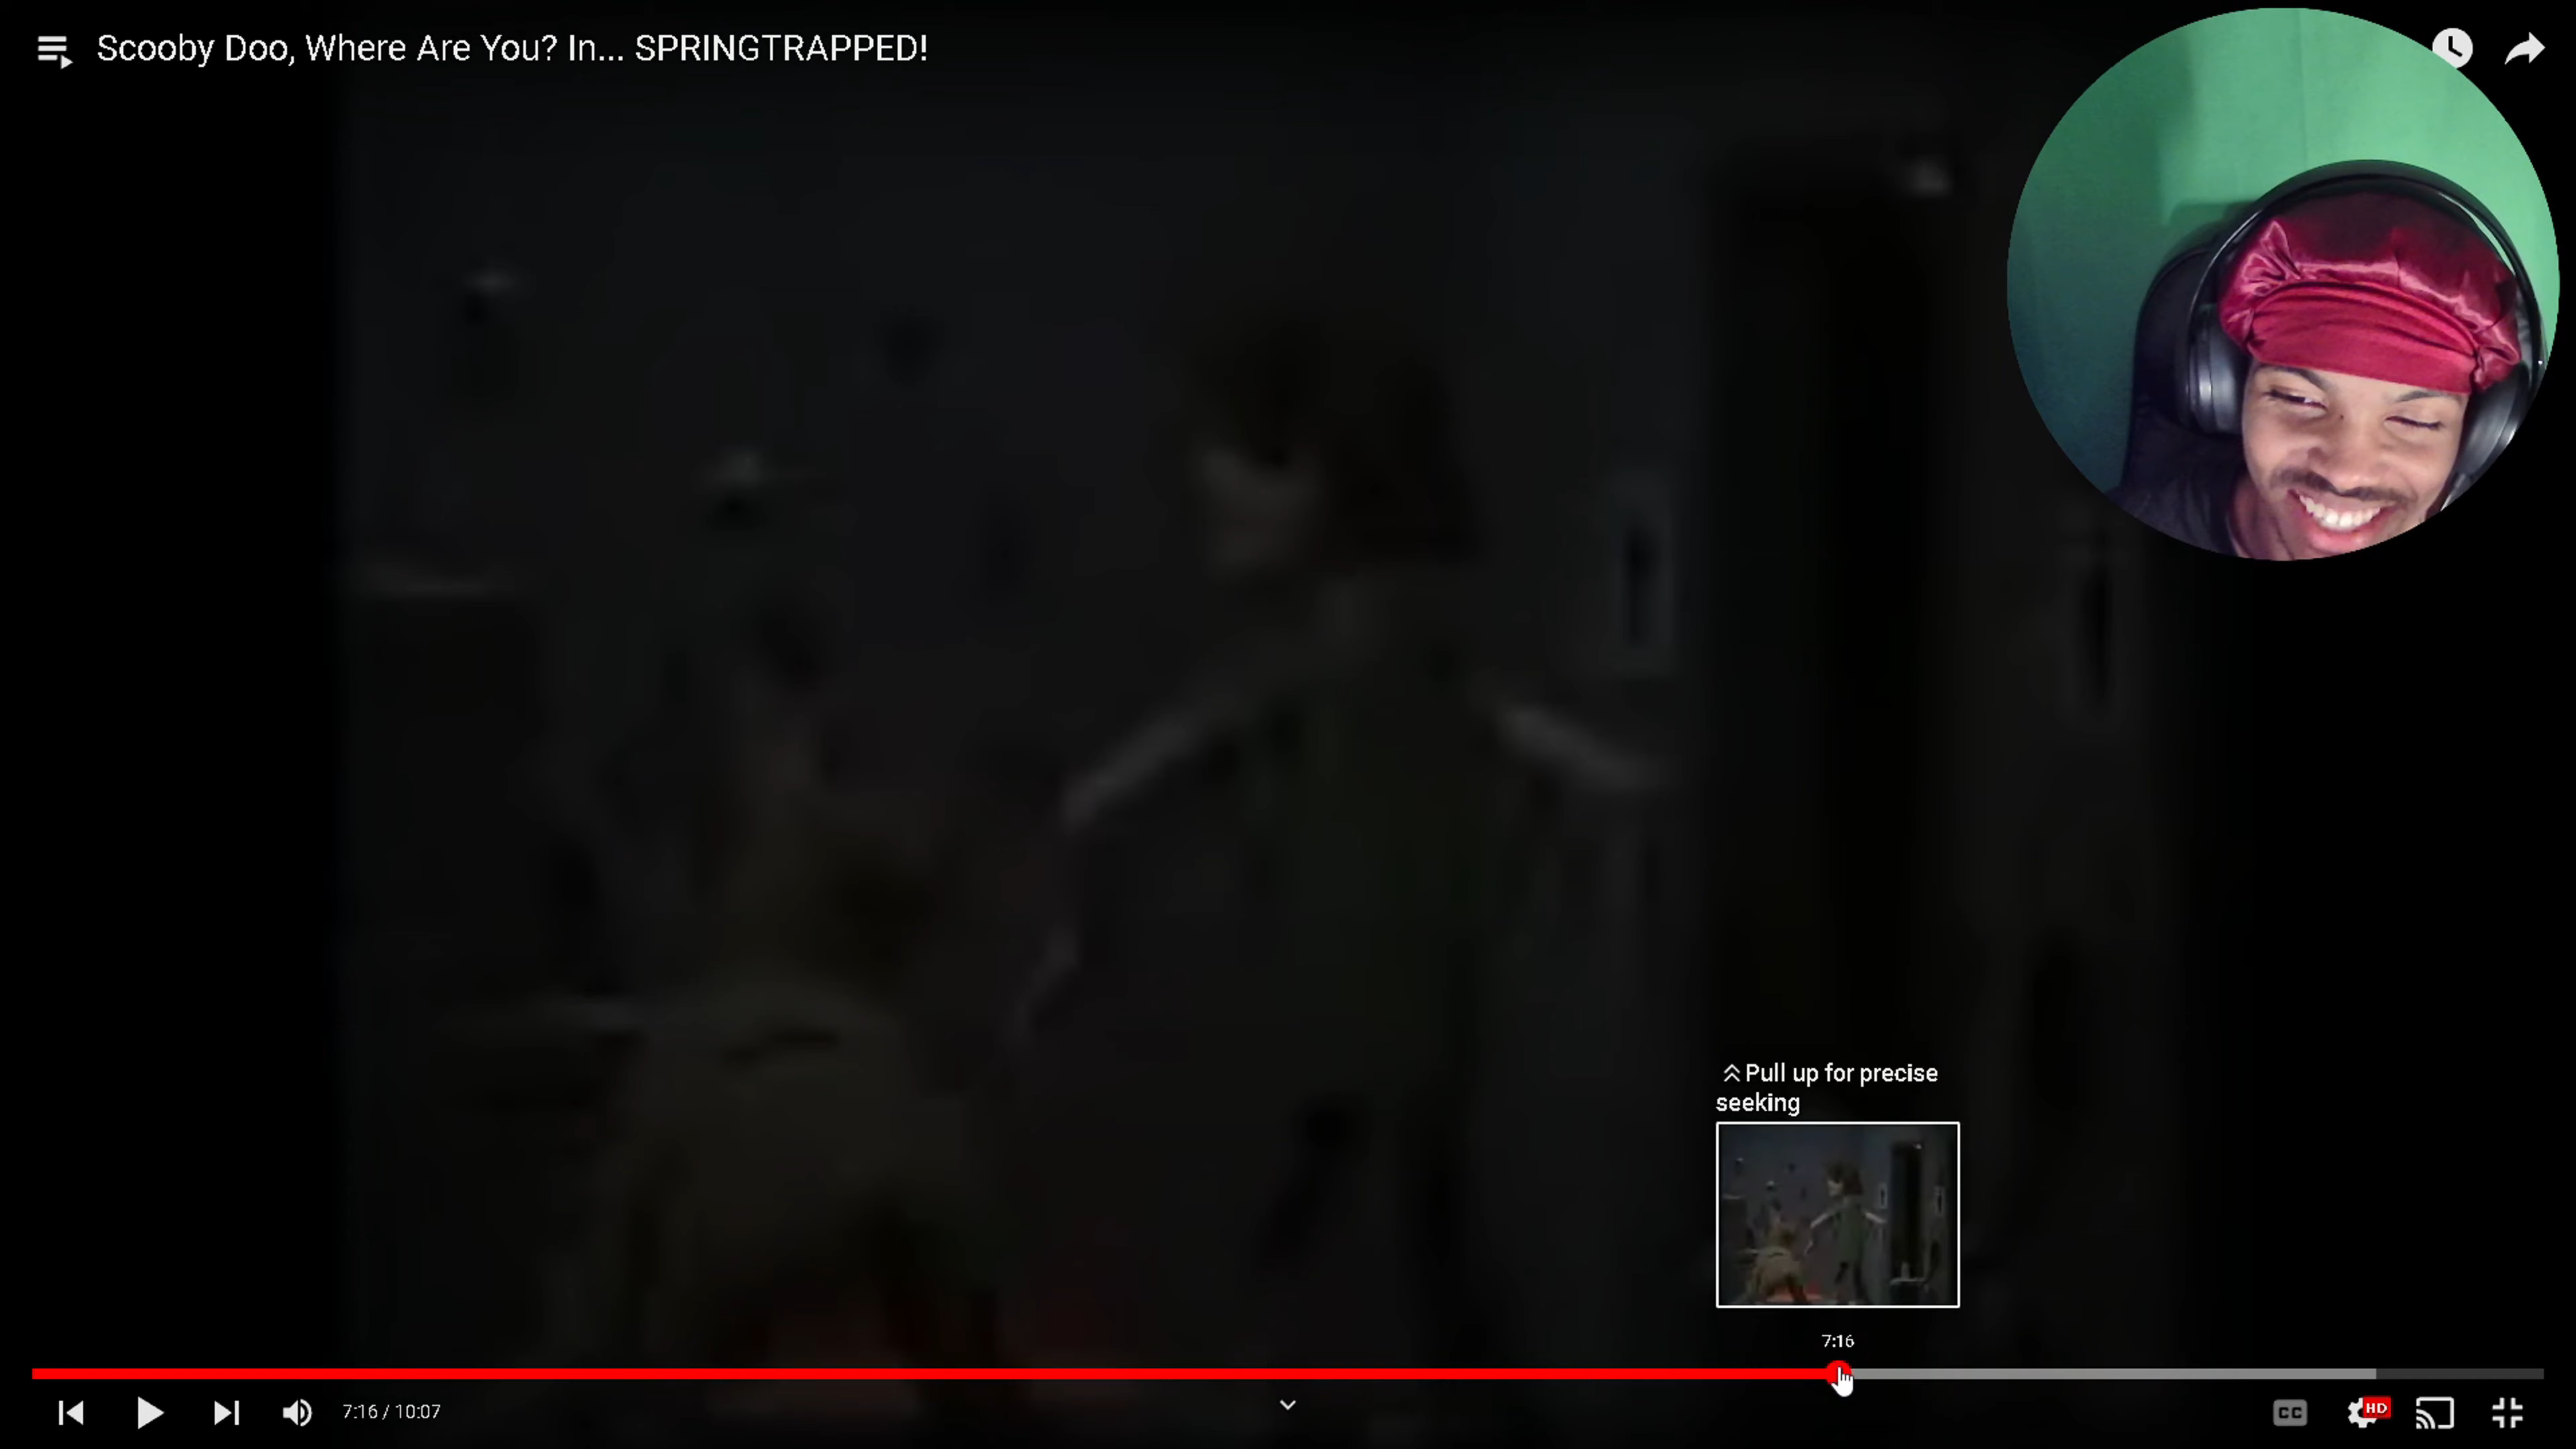 Scooby Doo, Where Are You? In... SPRINGTRAPPED!
Pull up for precise
seeking
7:16
7:16 / 10:07
CC
HD